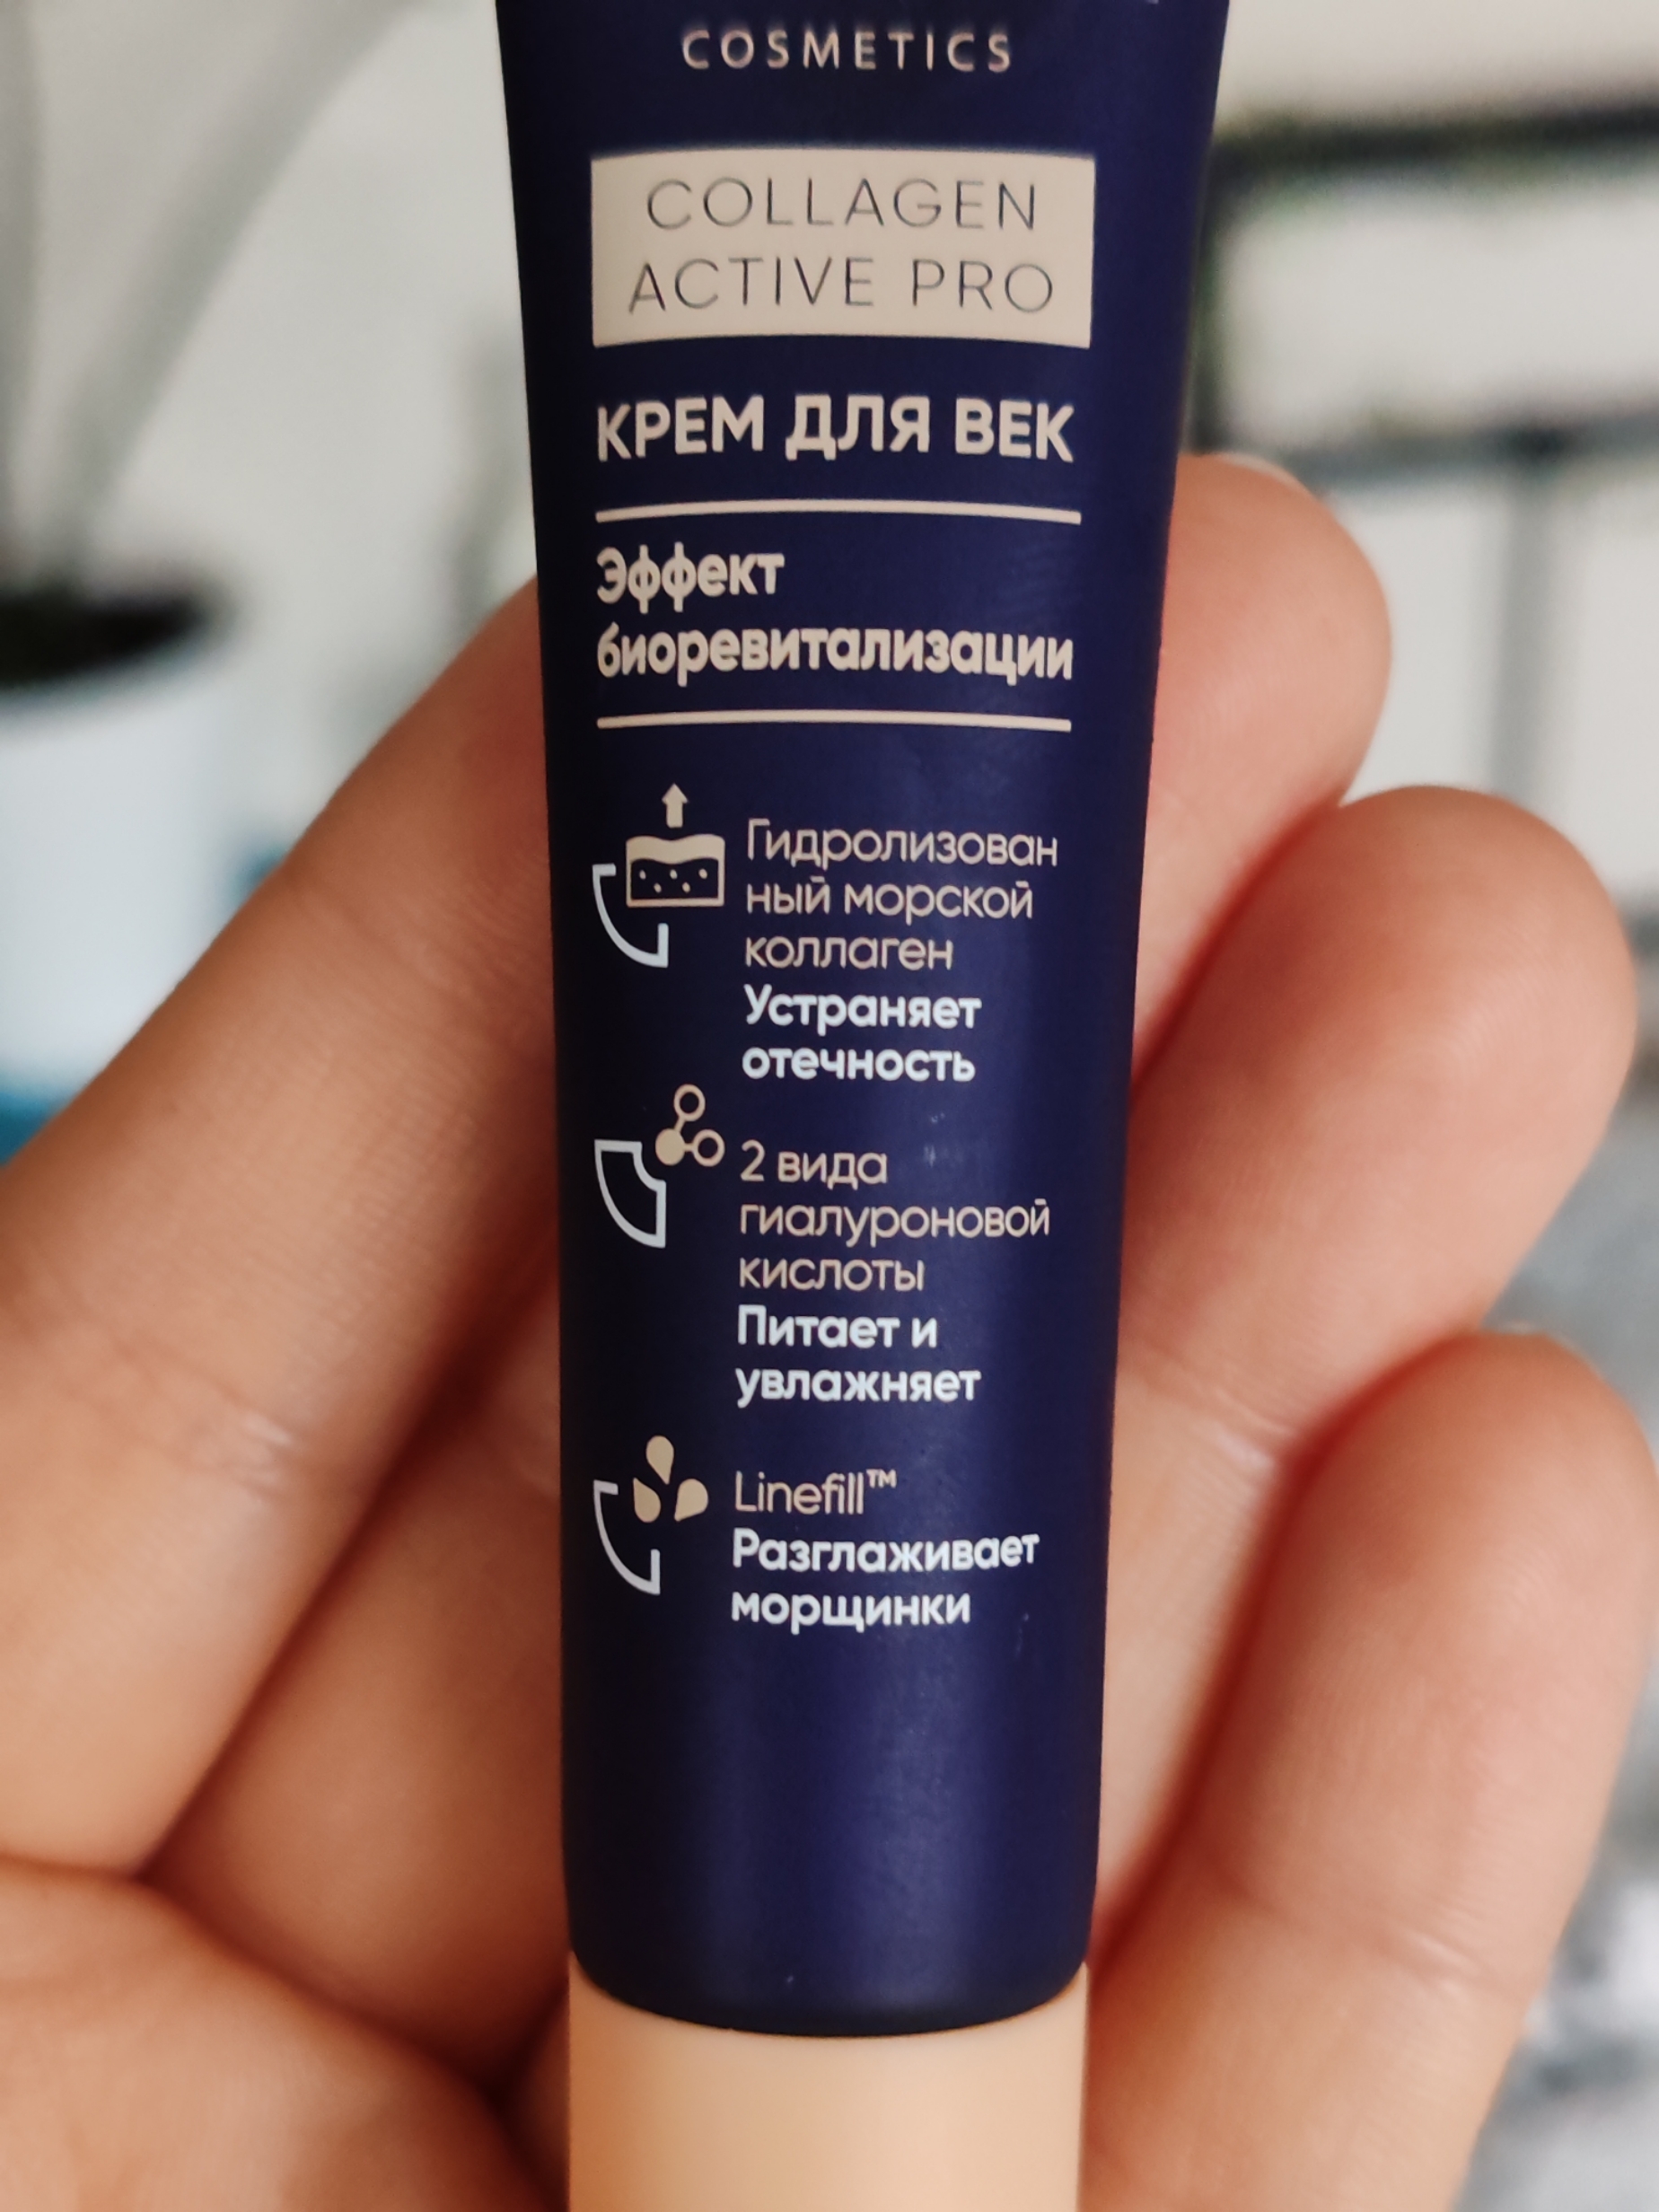 COSMETICS
COLLAGEN
ACTIVE PRO
КРЕМ ДЛЯ ВЕК
Эффект
биоревитализации
Гидролизован
ный морской
коллаген
Устраняет
отечность
2 вида
гиалуроновой
кислоты
Питает и
увлажняет
Linefill™
Разглаживает
морщинки